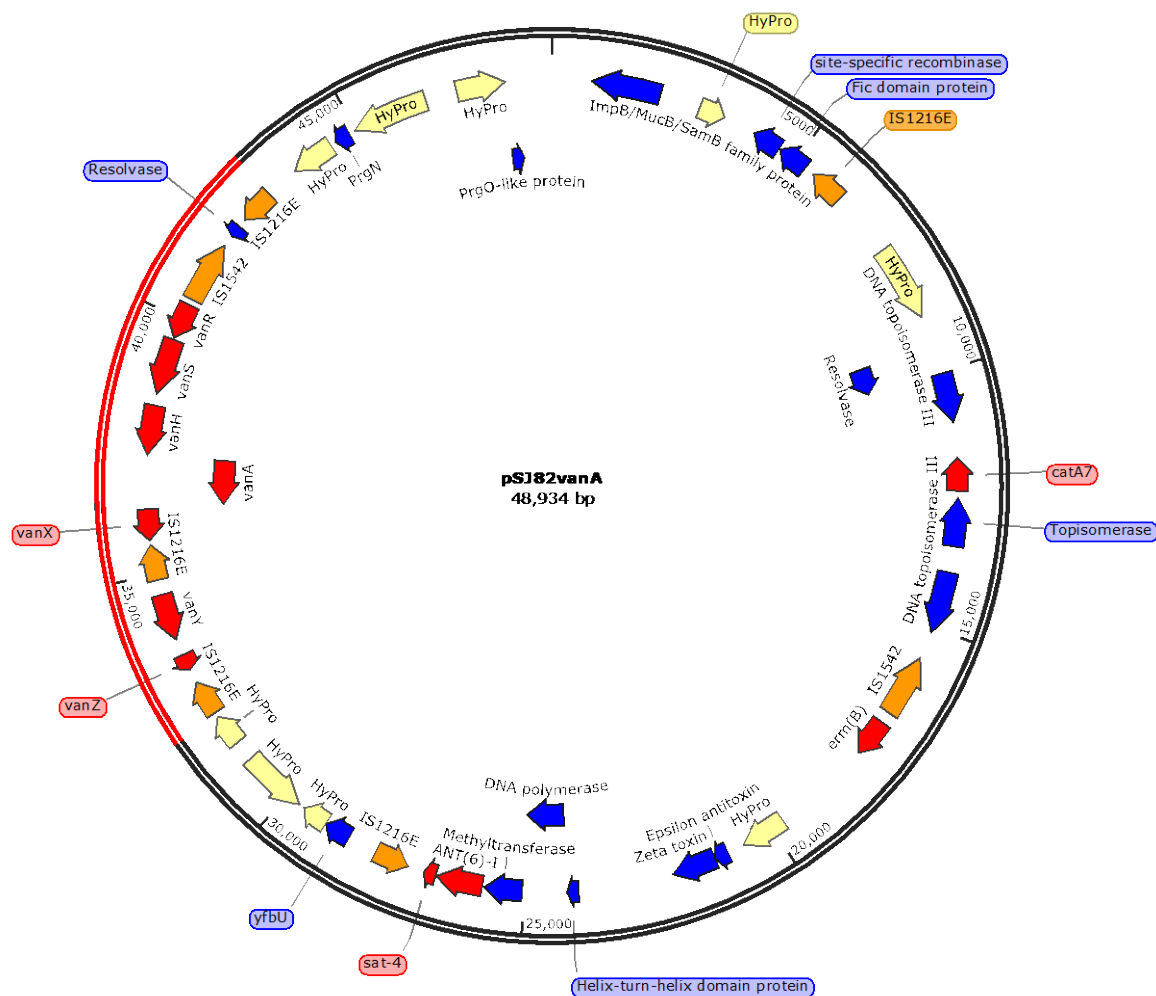 HyPro
site-specific recombinase
Fic domain protein
IS1216E
5000
ImpB/MucB/SamB family protein
HyPro
DNA topoisomerase III
10,000
Resolvase
catA7
DNA topoisomerase III
Topisomerase
15,000
IS1542
erm(B)
20,000
HyPro
Epsilon antitoxin
Zeta toxin
Helix-turn-helix domain protein
25,000
DNA polymerase
Methyltransferase
ANT(6)-I
sat-4
IS1216E
yfbU
30,000
HyPro
HyPro
HyPro
IS1216E
vanZ
vanY
35,000
IS1216E
vanX
vanA
vanH
vanS
vanR
40,000
IS1542
Resolvase
IS1216E
HyPro
PrgN
45,000
HyPro
HyPro
PrgO-like protein
pSJ82vanA
48,934 bp